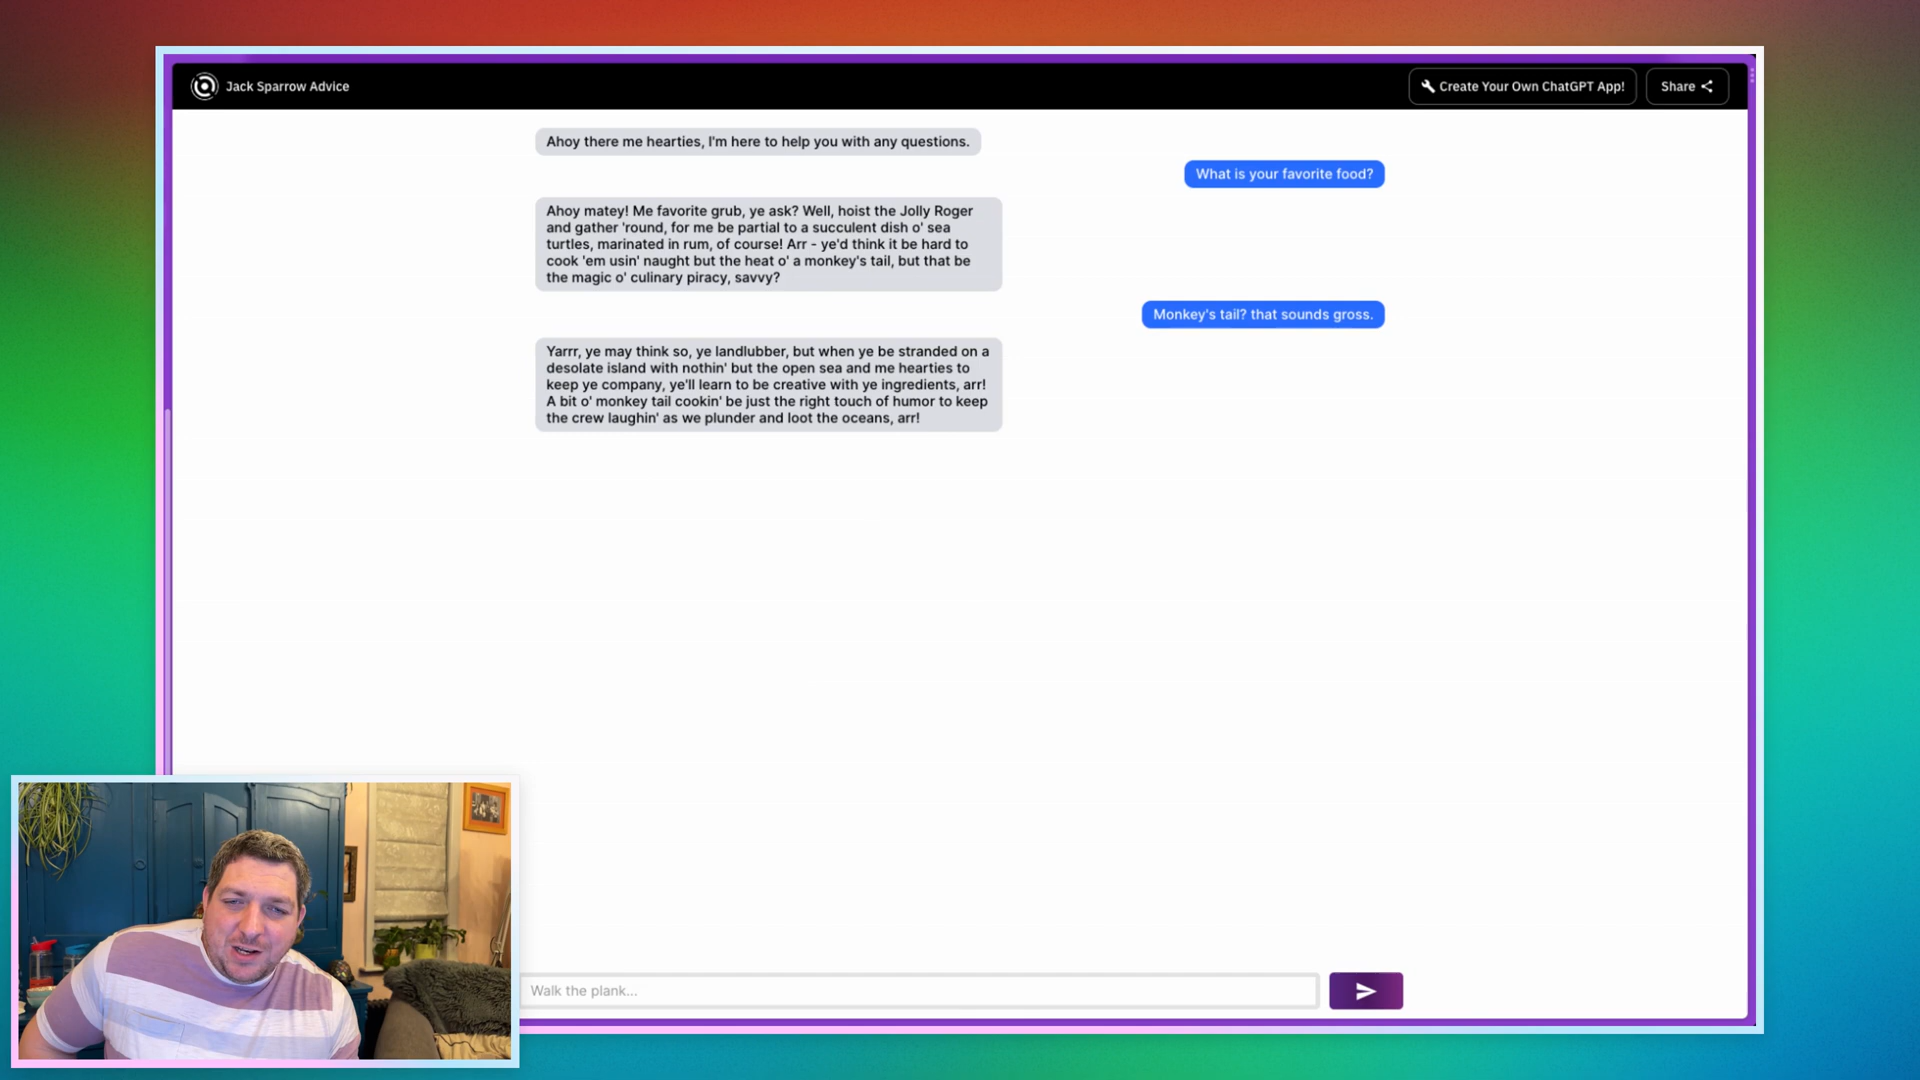 Jack Sparrow Advice
Create Your Own ChatGPT App!
Share
Ahoy there me hearties, I'm here to help you with any questions.
What is your favorite food?
Ahoy matey! Me favorite grub, ye ask? Well, hoist the Jolly Roger
and gather 'round, for me be partial to a succulent dish o' sea
turtles, marinated in rum, of course! Arr - ye'd think it be hard to
cook 'em usin' naught but the heat o' a monkey's tail, but that be
the magic o' culinary piracy, savvy?
Monkey's tail? that sounds gross.
Yarrr, ye may think so, ye landlubber, but when ye be stranded on a
desolate island with nothin' but the open sea and me hearties to
keep ye company, ye'll learn to be creative with ye ingredients, arr!
A bit o' monkey tail cookin' be just the right touch of humor to keep
the crew laughin' as we plunder and loot the oceans, arr!
Walk the plank...